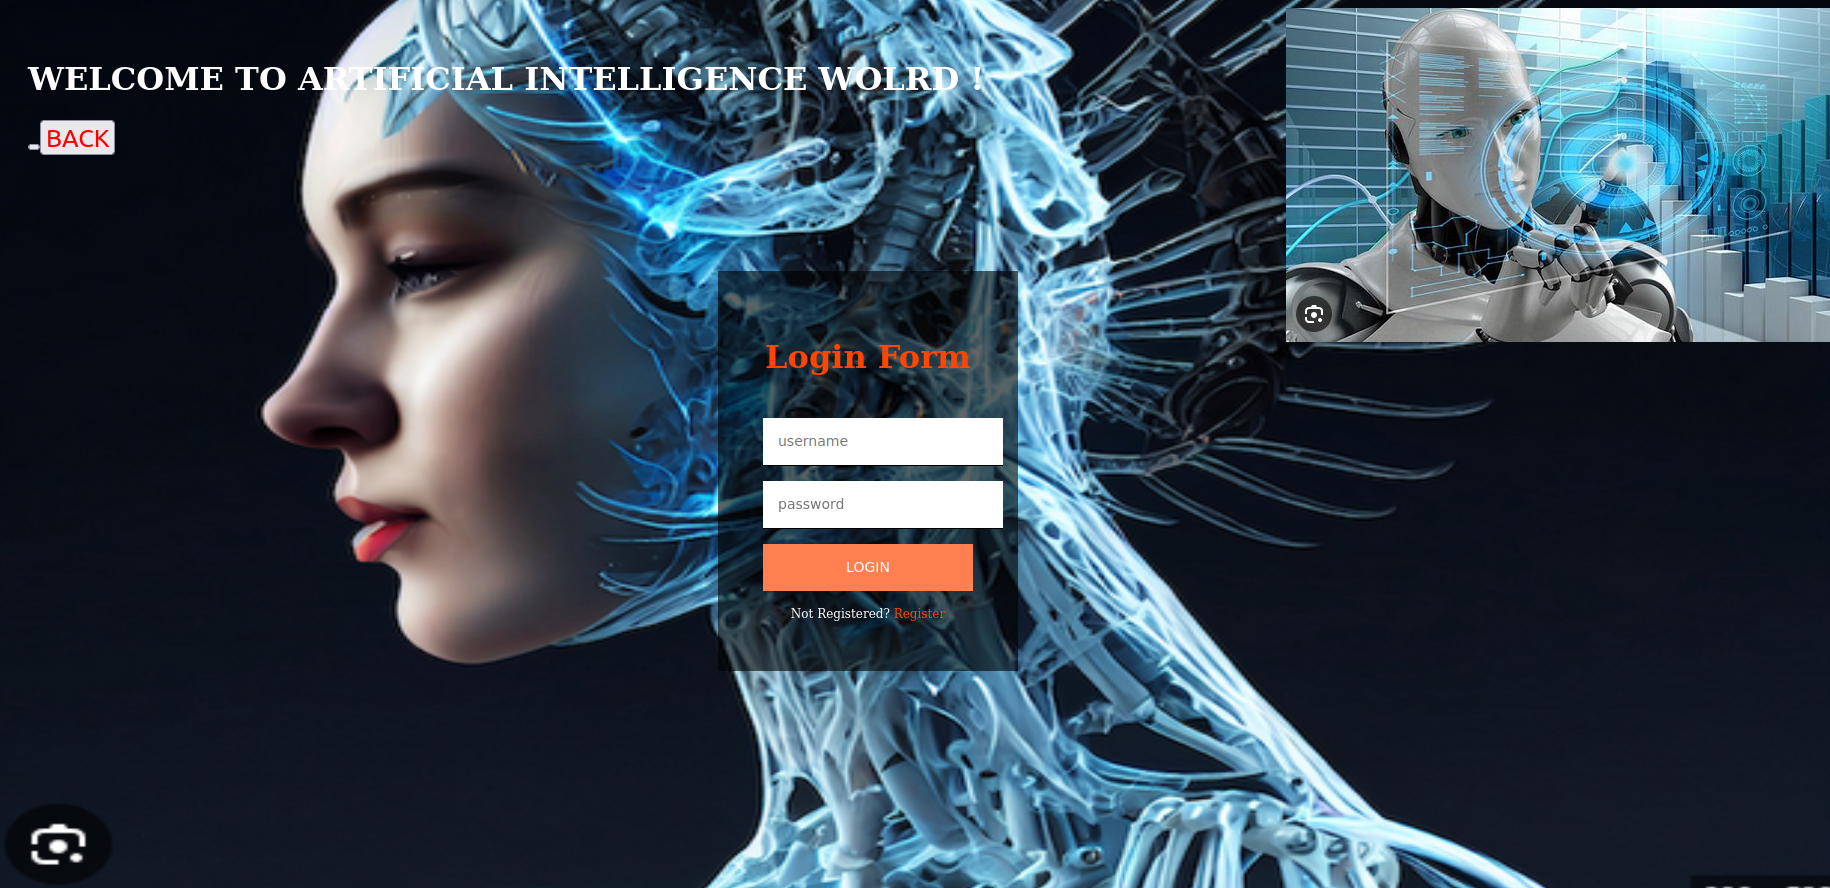 WELCOME TO ARTIFICIAL INTELLIGENCE WOLRD !
BACK
Login Form
username
password
LOGIN
Not Registered? Register